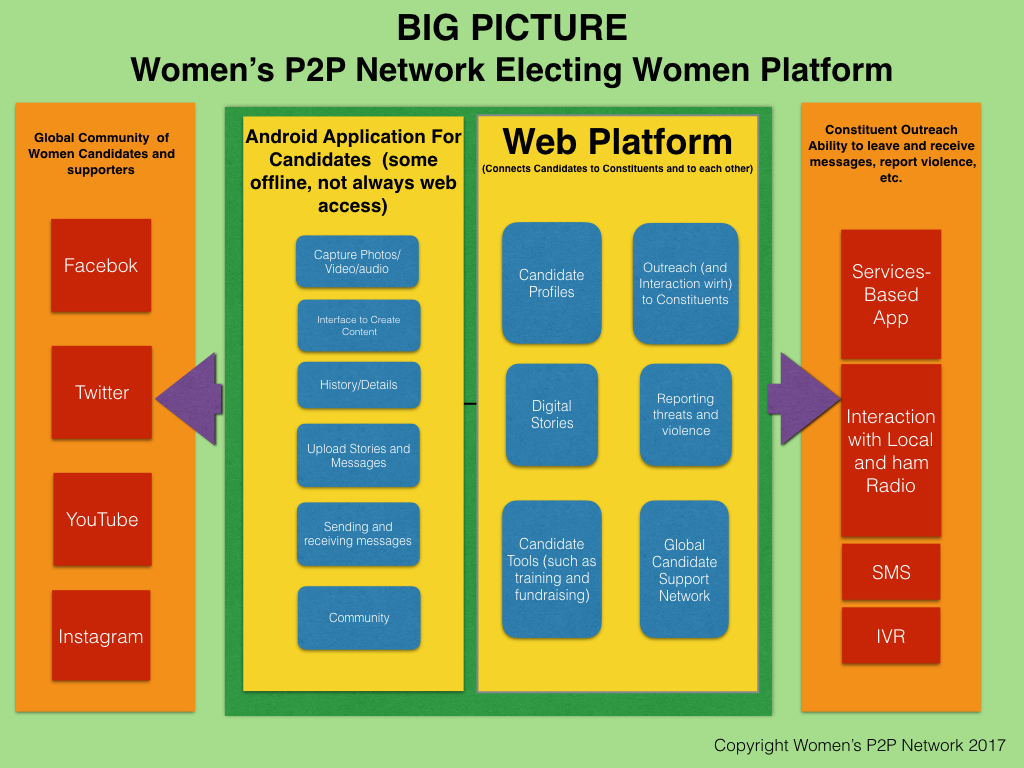 BIG PICTURE
Women's P2P Network Electing Women Platform
Global Community of
Women Candidates and
supporters
Facebok
Twitter
YouTube
Instagram
Android Application For
Candidates (some
offline, not always web
access)
Capture Photos/
Video/audio
Interface to Create
Content
History/Details
Upload Stories and
Messages
Sending and
receiving messages
Community
Web Platform
(Connects Candidates to Constituents and to each other)
Candidate
Profiles
Outreach (and
Interaction wirh)
to Constituents
Digital
Stories
Reporting
threats and
violence
Candidate
Tools (such as
training and
fundraising)
Global
Candidate
Support
Network
Constituent Outreach
Ability to leave and receive
messages, report violence,
etc.
Services-
Based
App
Interaction
with Local
and ham
Radio
SMS
IVR
Copyright Women's P2P Network 2017